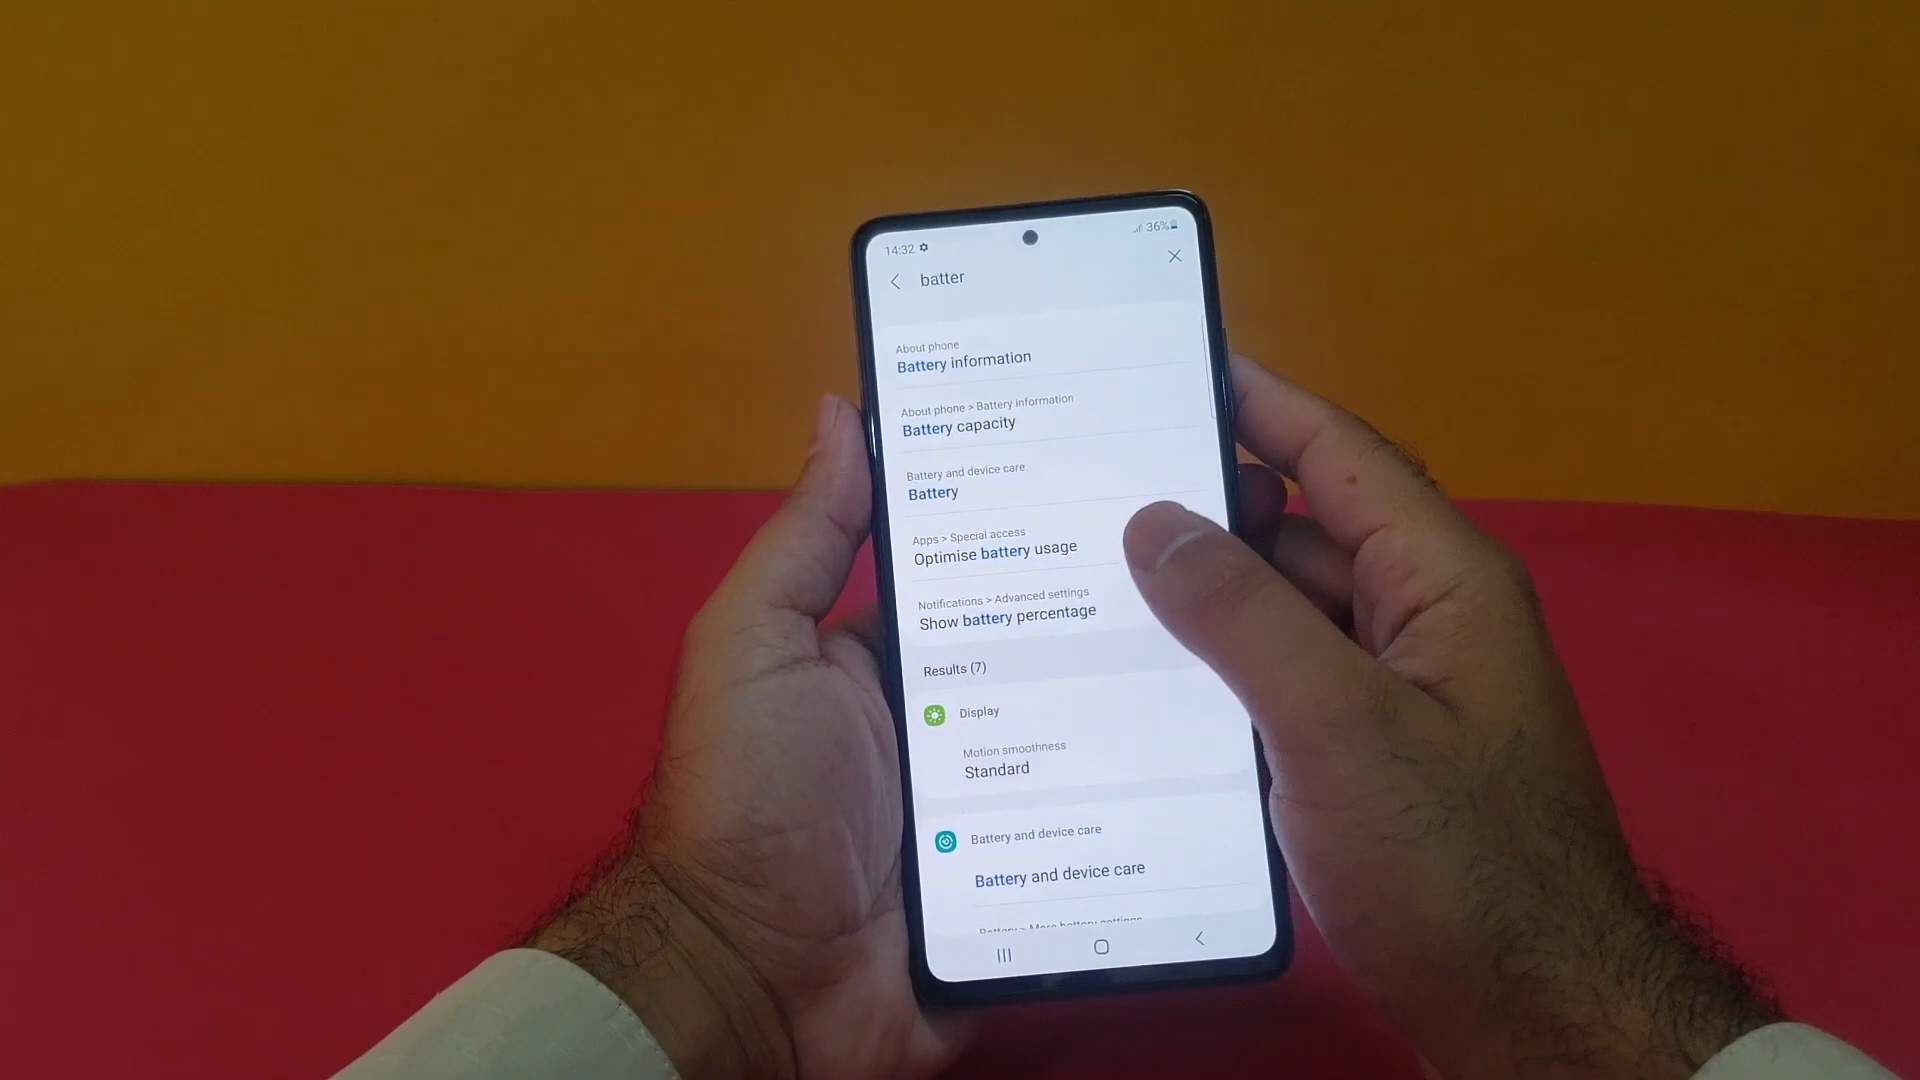 14:32
36%
batter
About phone
Battery information
About phone > Battery information
Battery capacity
Battery and device care
Battery
Apps > Special access
Optimise battery usage
Notifications > Advanced settings
Show battery percentage
Results (7)
Display
Motion smoothness
Standard
Battery and device care
Battery and device care
Battery > More battery settings